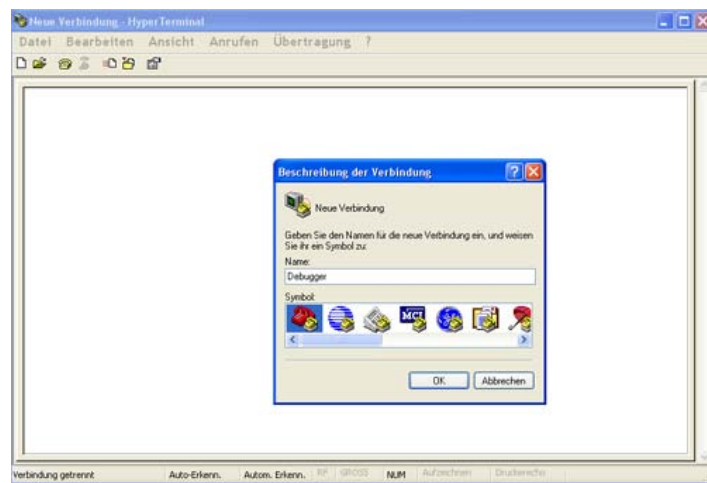 Neue Verbindung - HyperTerminal
Datei Bearbeiten Ansicht Anrufen Übertragung ?
Beschreibung der Verbindung
Neue Verbindung
Geben Sie den Namen für die neue Verbindung ein, und weisen
Sie ihr ein Symbol zu:
Name:
Debugger
Symbol:
MCI
OK Abbrechen
Verbindung getrennt Auto-Erkenn. Autom. Erkenn. RF GROSS NUM Aufzeichnen Druckerecho